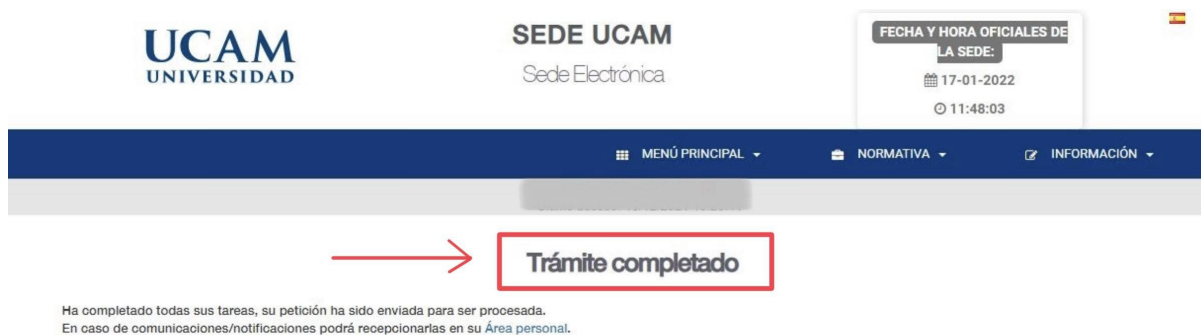 UCAM
UNIVERSIDAD
SEDE UCAM
Sede Electrónica
FECHA Y HORA OFICIALES DE
LA SEDE:
17-01-2022
11:48:03
MENÚ PRINCIPAL
NORMATIVA
INFORMACIÓN
Trámite completado
Ha completado todas sus tareas, su petición ha sido enviada para ser procesada.
En caso de comunicaciones/notificaciones podrá recepcionarlas en su Área personal.